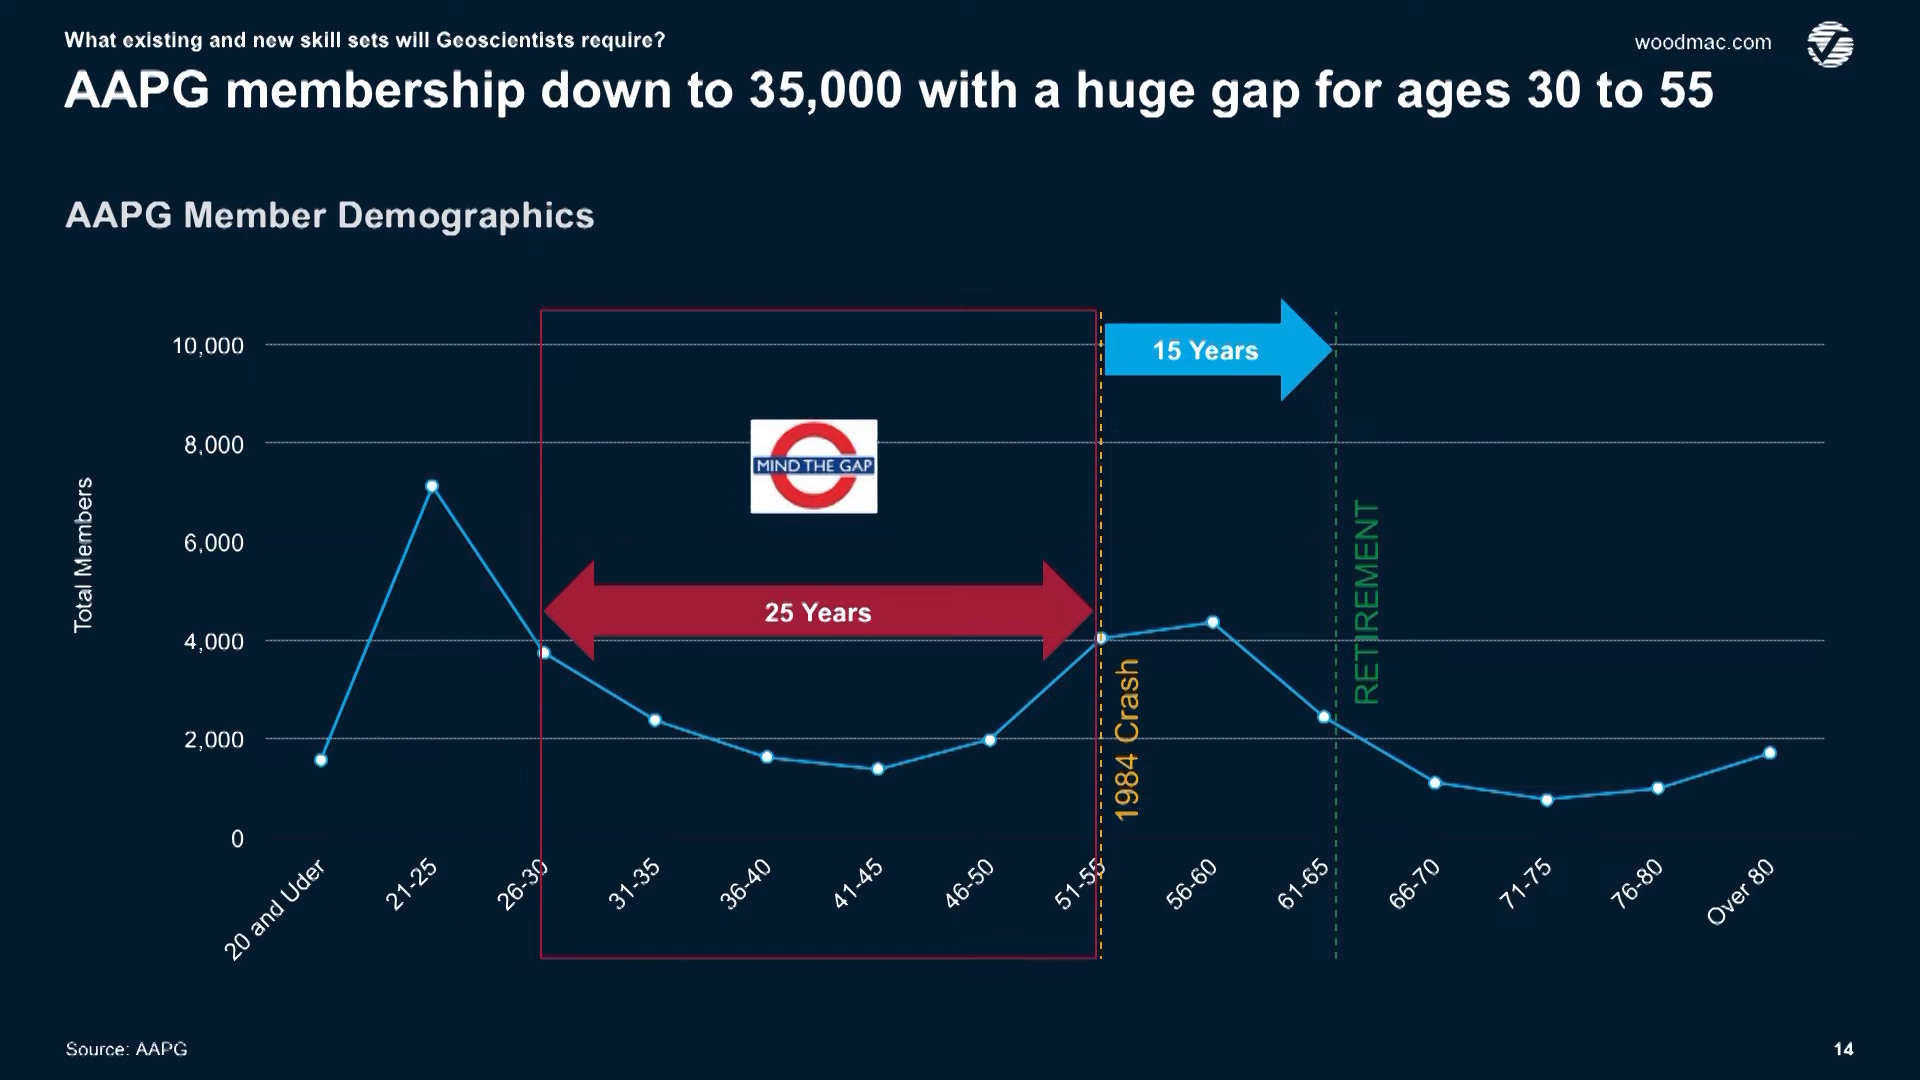 What existing and new skill sets will Geoscientists require?
woodmac.com
AAPG membership down to 35,000 with a huge gap for ages 30 to 55
AAPG Member Demographics
15 Years
10,000
8,000
6,000
4,000
2,000
0
Total Members
MIND THE GAP
25 Years
1984 Crash
RETIREMENT
20 and Uder
21-25
26-30
31-35
36-40
41-45
46-50
51-55
56-60
61-65
66-70
71-75
76-80
Over 80
Source: AAPG
14